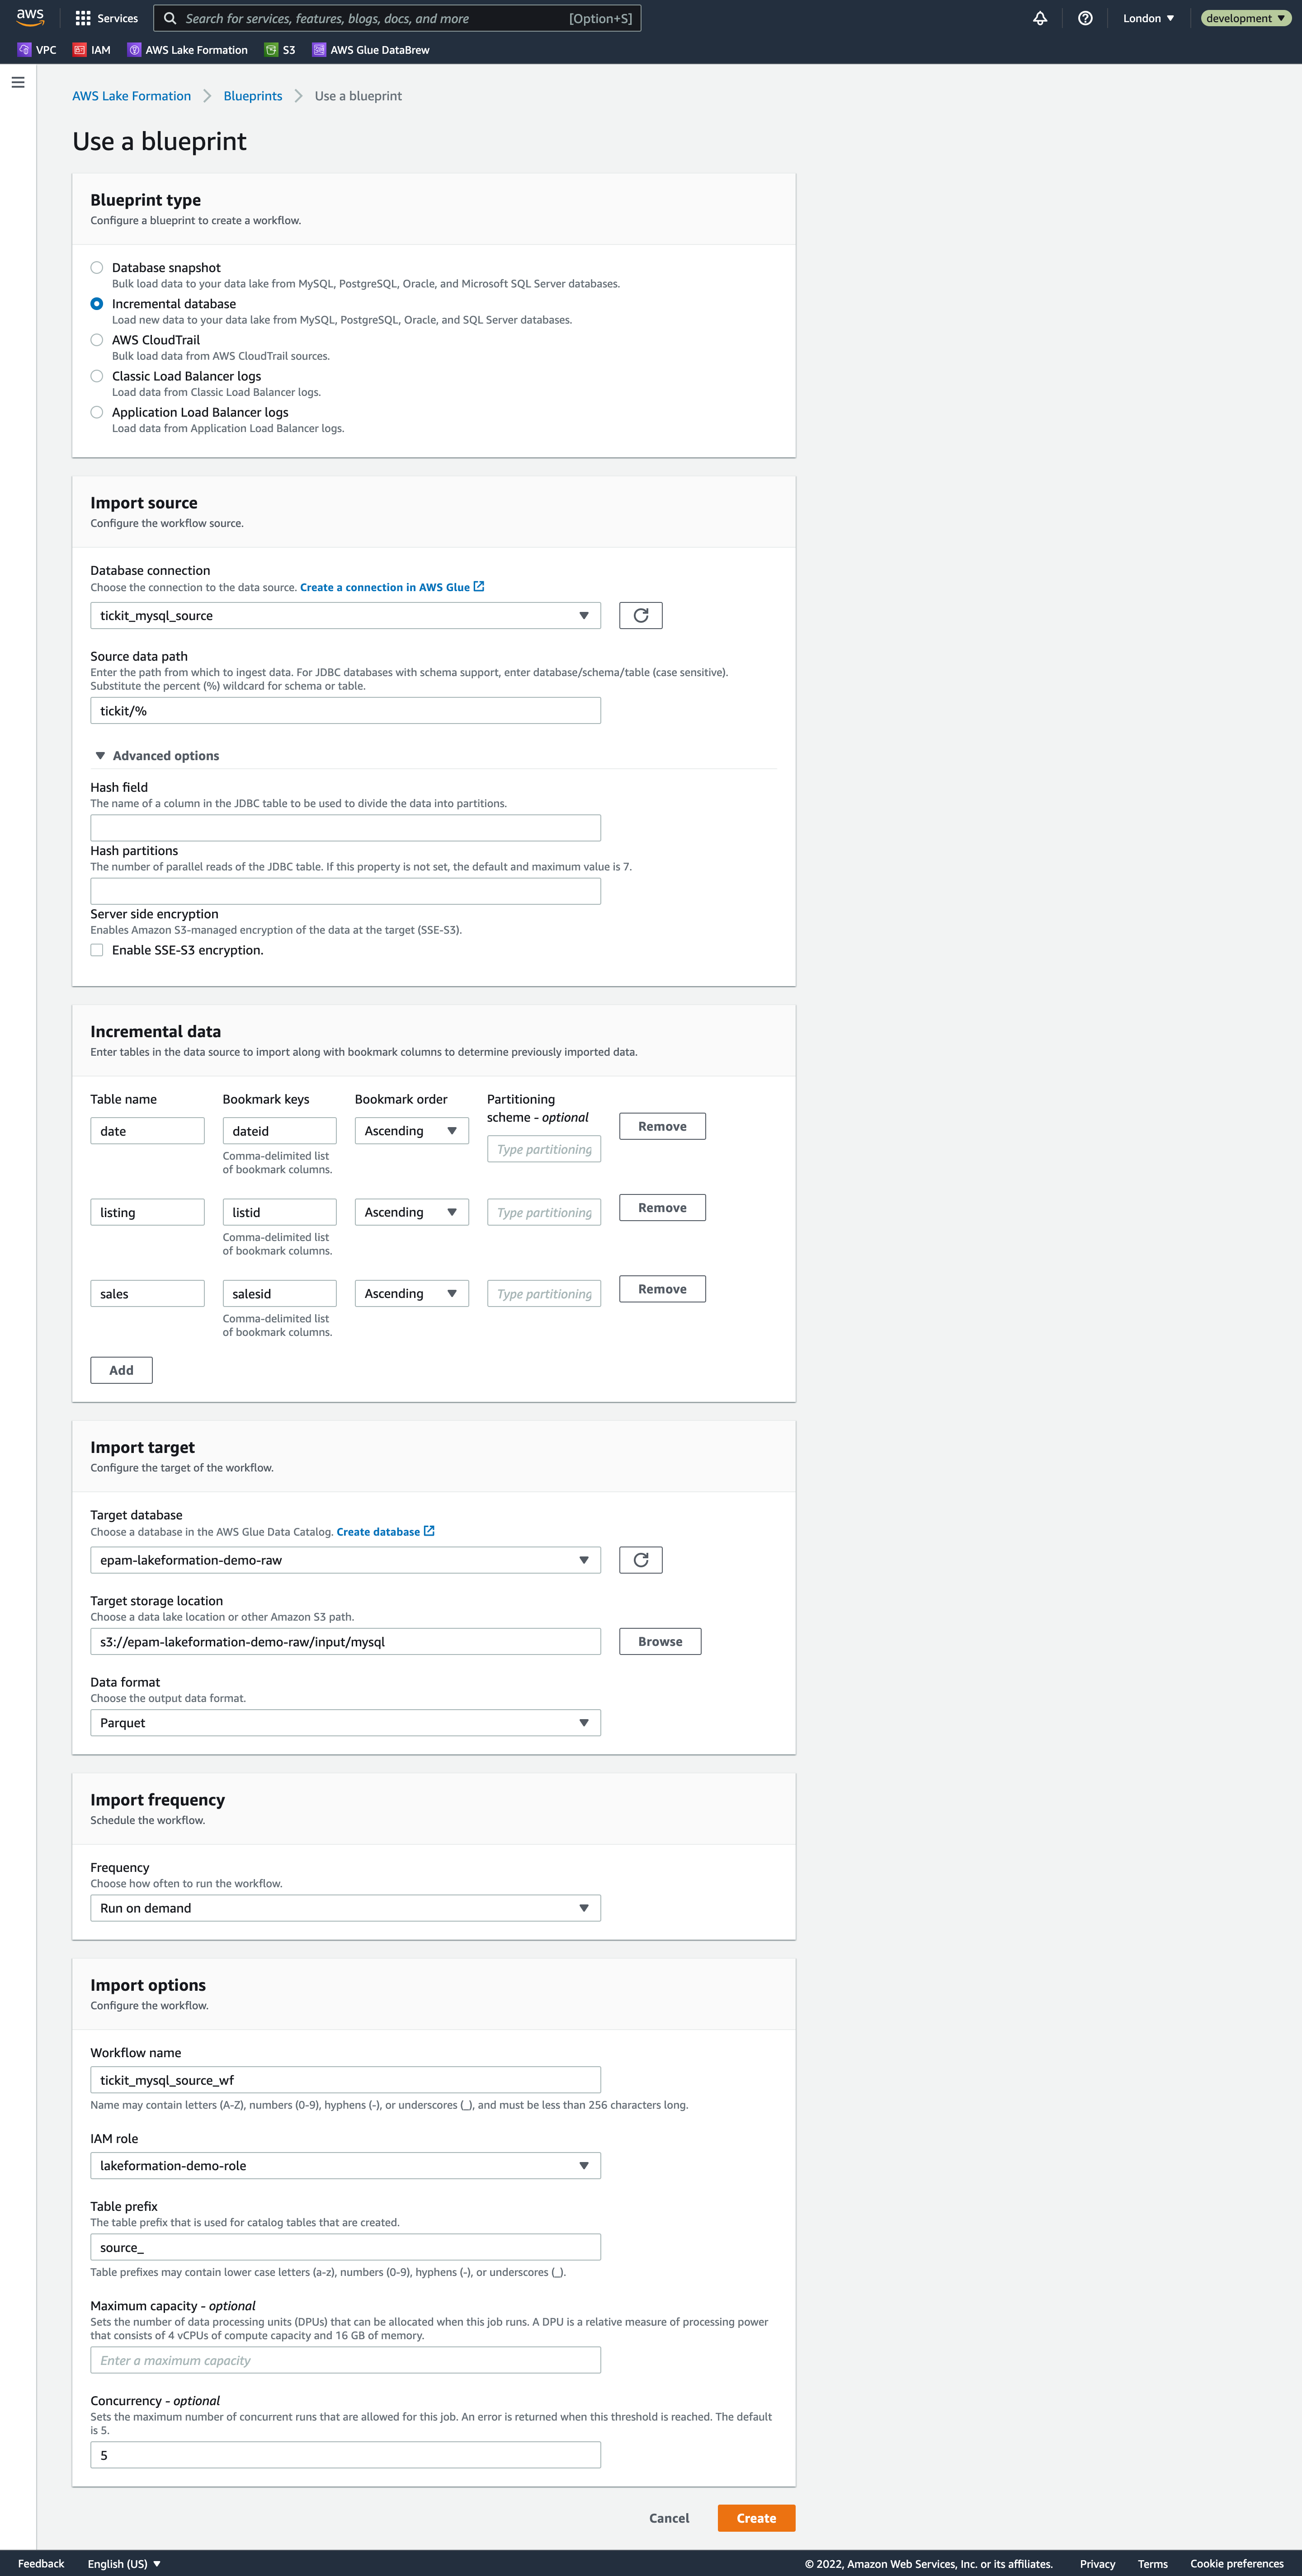 aws Services Search for services, features, blogs, docs, and more [Option+S] London ▼ development ▼
VPC IAM AWS Lake Formation S3 AWS Glue DataBrew
AWS Lake Formation > Blueprints > Use a blueprint
Use a blueprint
Blueprint type
Configure a blueprint to create a workflow.
Database snapshot
Bulk load data to your data lake from MySQL, PostgreSQL, Oracle, and Microsoft SQL Server databases.
Incremental database
Load new data to your data lake from MySQL, PostgreSQL, Oracle, and SQL Server databases.
AWS CloudTrail
Bulk load data from AWS CloudTrail sources.
Classic Load Balancer logs
Load data from Classic Load Balancer logs.
Application Load Balancer logs
Load data from Application Load Balancer logs.
Import source
Configure the workflow source.
Database connection
Choose the connection to the data source. Create a connection in AWS Glue
tickit_mysql_source
Source data path
Enter the path from which to ingest data. For JDBC databases with schema support, enter database/schema/table (case sensitive).
Substitute the percent (%) wildcard for schema or table.
tickit/%
▼ Advanced options
Hash field
The name of a column in the JDBC table to be used to divide the data into partitions.
Hash partitions
The number of parallel reads of the JDBC table. If this property is not set, the default and maximum value is 7.
Server side encryption
Enables Amazon S3-managed encryption of the data at the target (SSE-S3).
Enable SSE-S3 encryption.
Incremental data
Enter tables in the data source to import along with bookmark columns to determine previously imported data.
Table name Bookmark keys Bookmark order Partitioning
scheme - optional
date dateid Ascending Type partitioning Remove
Comma-delimited list
of bookmark columns.
listing listid Ascending Type partitioning Remove
Comma-delimited list
of bookmark columns.
sales salesid Ascending Type partitioning Remove
Comma-delimited list
of bookmark columns.
Add
Import target
Configure the target of the workflow.
Target database
Choose a database in the AWS Glue Data Catalog. Create database
epam-lakeformation-demo-raw
Target storage location
Choose a data lake location or other Amazon S3 path.
s3://epam-lakeformation-demo-raw/input/mysql Browse
Data format
Choose the output data format.
Parquet
Import frequency
Schedule the workflow.
Frequency
Choose how often to run the workflow.
Run on demand
Import options
Configure the workflow.
Workflow name
tickit_mysql_source_wf
Name may contain letters (A-Z), numbers (0-9), hyphens (-), or underscores (_), and must be less than 256 characters long.
IAM role
lakeformation-demo-role
Table prefix
The table prefix that is used for catalog tables that are created.
source_
Table prefixes may contain lower case letters (a-z), numbers (0-9), hyphens (-), or underscores (_).
Maximum capacity - optional
Sets the number of data processing units (DPUs) that can be allocated when this job runs. A DPU is a relative measure of processing power
that consists of 4 vCPUs of compute capacity and 16 GB of memory.
Enter a maximum capacity
Concurrency - optional
Sets the maximum number of concurrent runs that are allowed for this job. An error is returned when this threshold is reached. The default
is 5.
5
Cancel Create
Feedback English (US) ▼ © 2022, Amazon Web Services, Inc. or its affiliates. Privacy Terms Cookie preferences